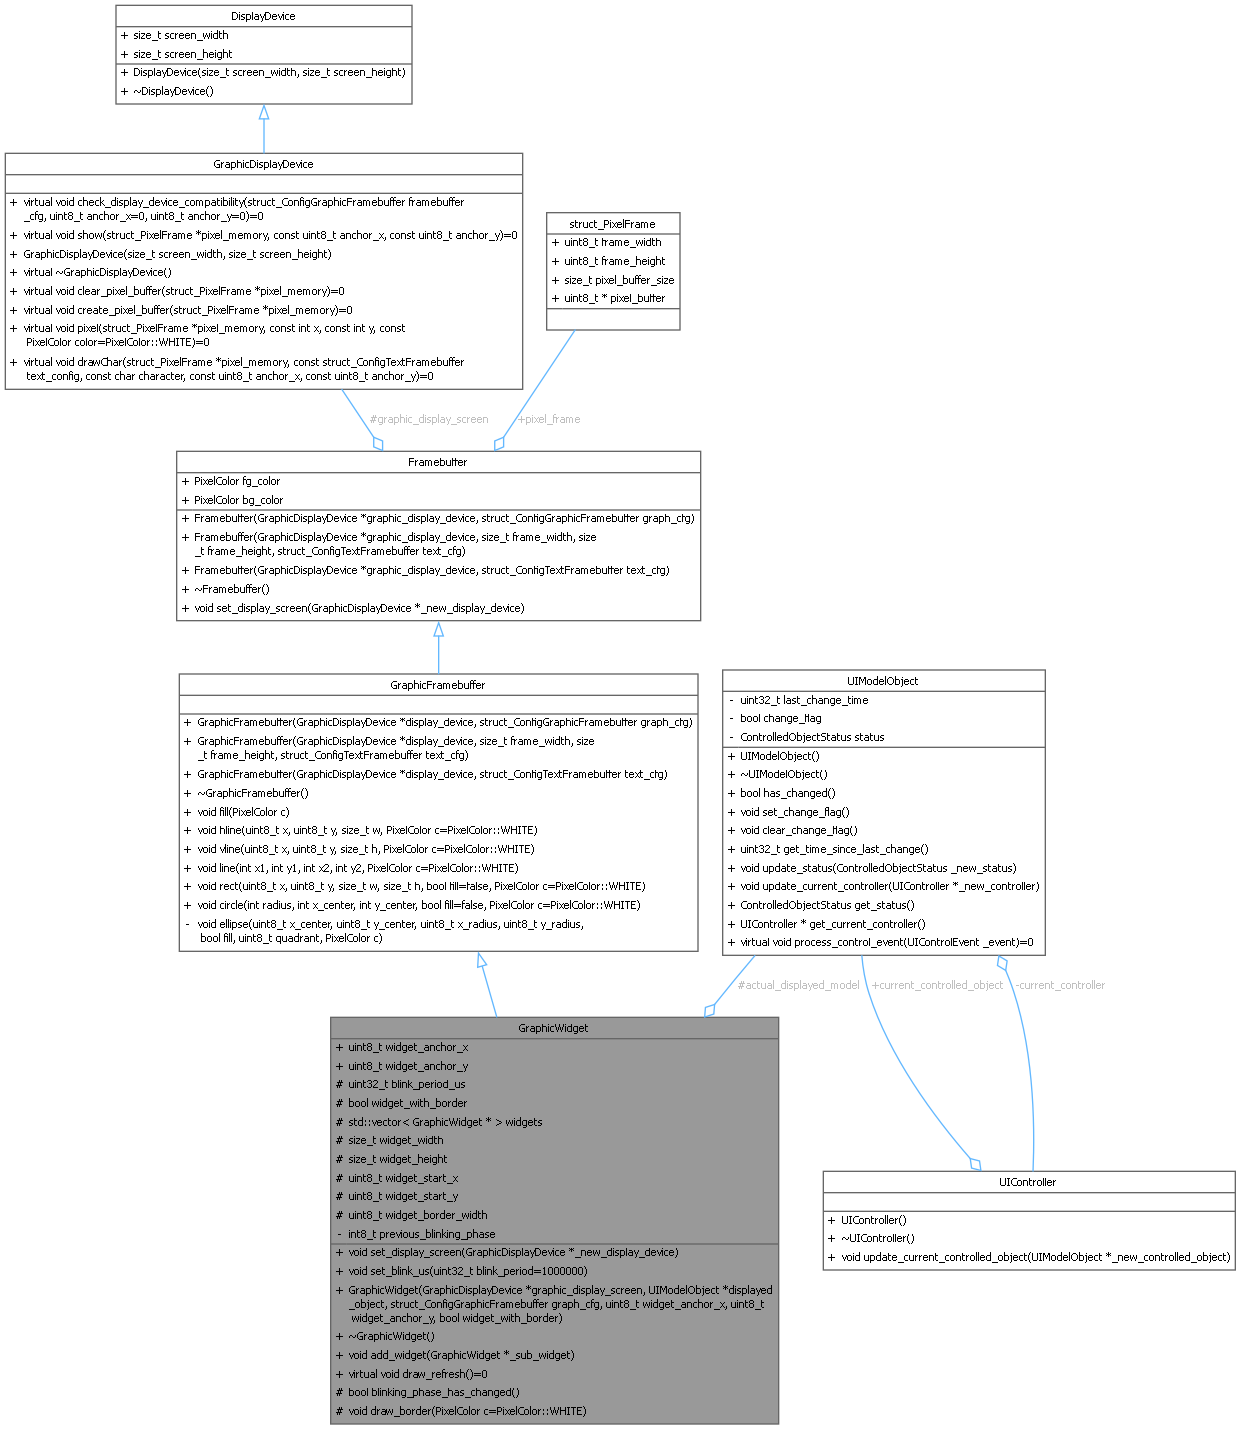 DisplayDevice
+ size_t screen_width
+ size_t screen_height
+ DisplayDevice(size_t screen_width, size_t screen_height)
+ ~DisplayDevice()
GraphicDisplayDevice
+ virtual void check_display_device_compatibility(struct_ConfigGraphicFramebuffer framebuffer
_cfg, uint8_t anchor_x=0, uint8_t anchor_y=0)=0
+ virtual void show(struct_PixelFrame *pixel_memory, const uint8_t anchor_x, const uint8_t anchor_y)=0
+ GraphicDisplayDevice(size_t screen_width, size_t screen_height)
+ virtual ~GraphicDisplayDevice()
+ virtual void clear_pixel_buffer(struct_PixelFrame *pixel_memory)=0
+ virtual void create_pixel_buffer(struct_PixelFrame *pixel_memory)=0
+ virtual void pixel(struct_PixelFrame *pixel_memory, const int x, const int y, const
PixelColor color=PixelColor::WHITE)=0
+ virtual void drawChar(struct_PixelFrame *pixel_memory, const struct_ConfigTextFramebuffer
text_config, const char character, const uint8_t anchor_x, const uint8_t anchor_y)=0
struct_PixelFrame
+ uint8_t frame_width
+ uint8_t frame_height
+ size_t pixel_buffer_size
+ uint8_t * pixel_buffer
#graphic_display_screen
+pixel_frame
Framebuffer
+ PixelColor fg_color
+ PixelColor bg_color
+ Framebuffer(GraphicDisplayDevice *graphic_display_device, struct_ConfigGraphicFramebuffer graph_cfg)
+ Framebuffer(GraphicDisplayDevice *graphic_display_device, size_t frame_width, size
_t frame_height, struct_ConfigTextFramebuffer text_cfg)
+ Framebuffer(GraphicDisplayDevice *graphic_display_device, struct_ConfigTextFramebuffer text_cfg)
+ ~Framebuffer()
+ void set_display_screen(GraphicDisplayDevice *_new_display_device)
GraphicFramebuffer
+ GraphicFramebuffer(GraphicDisplayDevice *display_device, struct_ConfigGraphicFramebuffer graph_cfg)
+ GraphicFramebuffer(GraphicDisplayDevice *display_device, size_t frame_width, size
_t frame_height, struct_ConfigTextFramebuffer text_cfg)
+ GraphicFramebuffer(GraphicDisplayDevice *display_device, struct_ConfigTextFramebuffer text_cfg)
+ ~GraphicFramebuffer()
+ void fill(PixelColor c)
+ void hline(uint8_t x, uint8_t y, size_t w, PixelColor c=PixelColor::WHITE)
+ void vline(uint8_t x, uint8_t y, size_t h, PixelColor c=PixelColor::WHITE)
+ void line(int x1, int y1, int x2, int y2, PixelColor c=PixelColor::WHITE)
+ void rect(uint8_t x, uint8_t y, size_t w, size_t h, bool fill=false, PixelColor c=PixelColor::WHITE)
+ void circle(int radius, int x_center, int y_center, bool fill=false, PixelColor c=PixelColor::WHITE)
- void ellipse(uint8_t x_center, uint8_t y_center, uint8_t x_radius, uint8_t y_radius,
bool fill, uint8_t quadrant, PixelColor c)
UIModelObject
- uint32_t last_change_time
- bool change_flag
- ControlledObjectStatus status
+ UIModelObject()
+ ~UIModelObject()
+ bool has_changed()
+ void set_change_flag()
+ void clear_change_flag()
+ uint32_t get_time_since_last_change()
+ void update_status(ControlledObjectStatus _new_status)
+ void update_current_controller(UIController *_new_controller)
+ ControlledObjectStatus get_status()
+ UIController * get_current_controller()
+ virtual void process_control_event(UIControlEvent _event)=0
#actual_displayed_model
+current_controlled_object
-current_controller
GraphicWidget
+ uint8_t widget_anchor_x
+ uint8_t widget_anchor_y
# uint32_t blink_period_us
# bool widget_with_border
# std::vector< GraphicWidget * > widgets
# size_t widget_width
# size_t widget_height
# uint8_t widget_start_x
# uint8_t widget_start_y
# uint8_t widget_border_width
- int8_t previous_blinking_phase
+ void set_display_screen(GraphicDisplayDevice *_new_display_device)
+ void set_blink_us(uint32_t blink_period=1000000)
+ GraphicWidget(GraphicDisplayDevice *graphic_display_screen, UIModelObject *displayed
_object, struct_ConfigGraphicFramebuffer graph_cfg, uint8_t widget_anchor_x, uint8_t
widget_anchor_y, bool widget_with_border)
+ ~GraphicWidget()
+ void add_widget(GraphicWidget *_sub_widget)
+ virtual void draw_refresh()=0
# bool blinking_phase_has_changed()
# void draw_border(PixelColor c=PixelColor::WHITE)
UIController
+ UIController()
+ ~UIController()
+ void update_current_controlled_object(UIModelObject *_new_controlled_object)